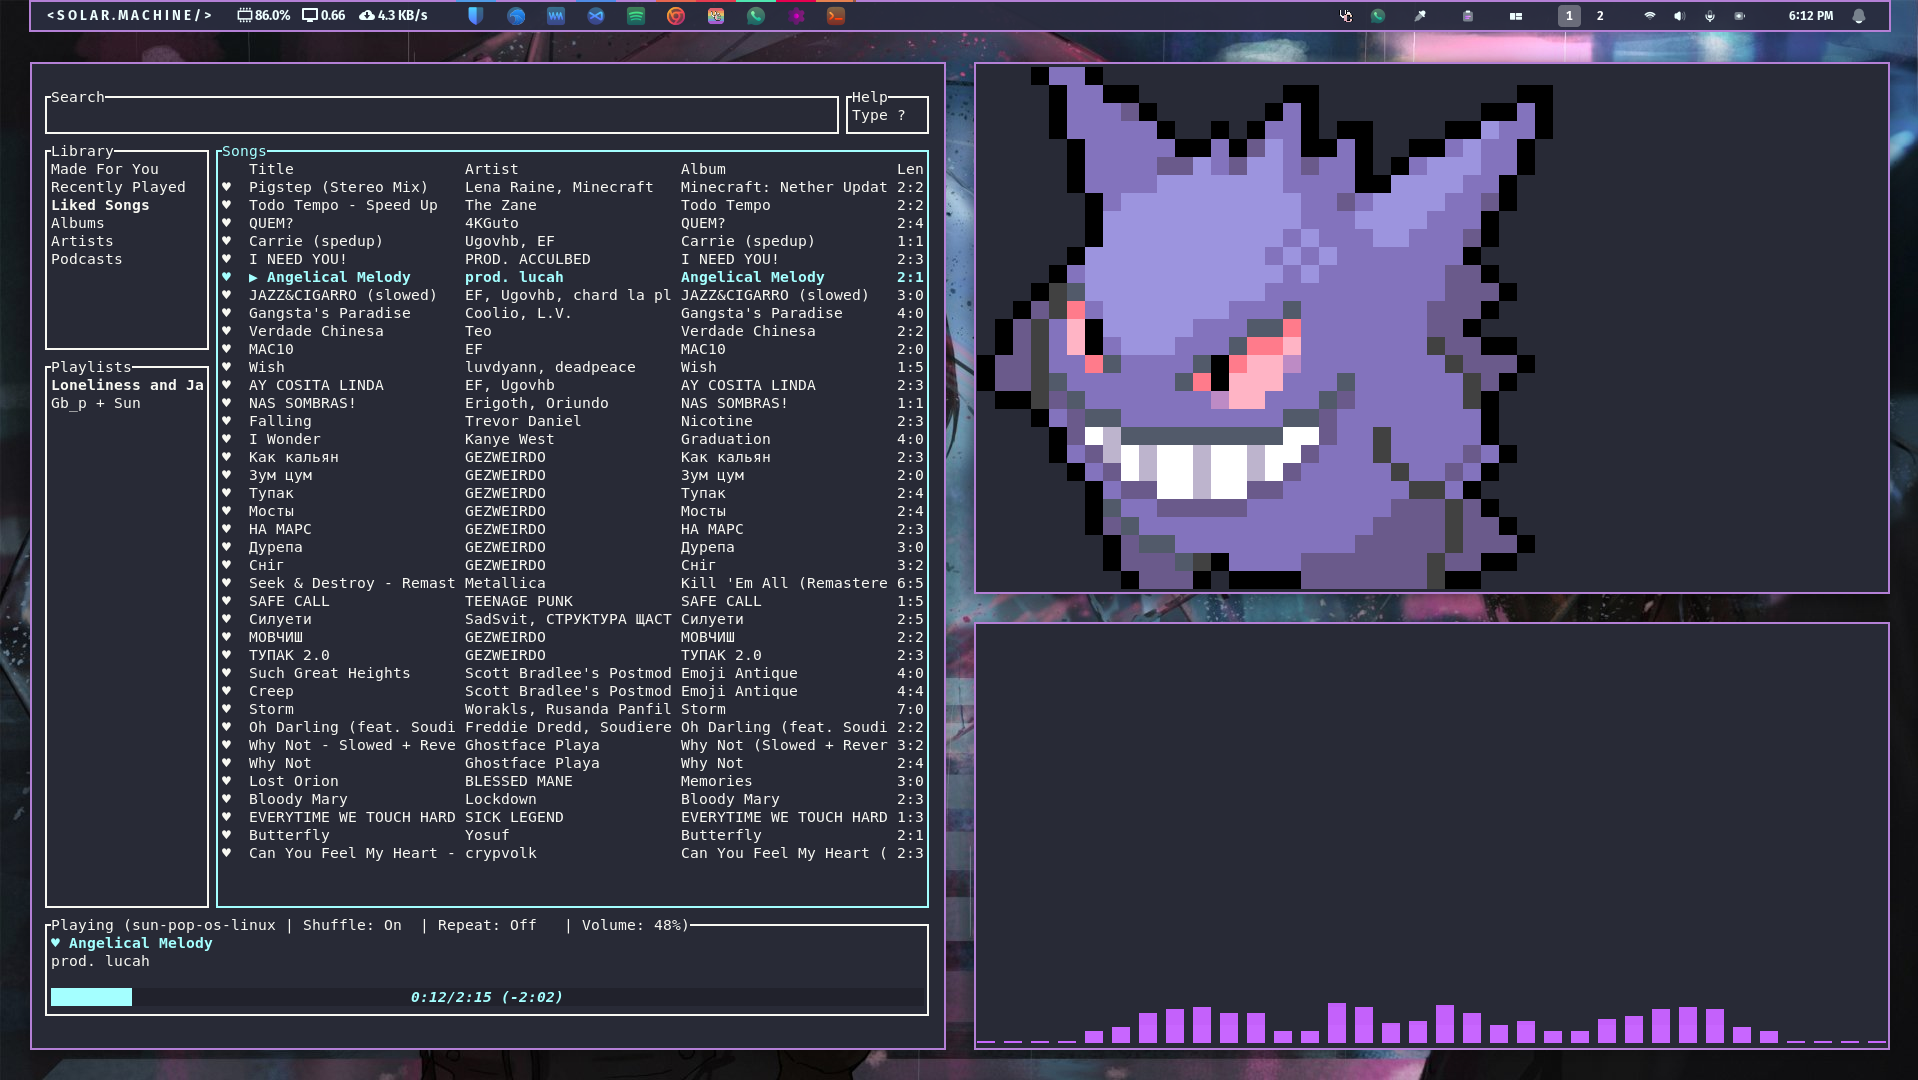 <SOLAR.MACHINE/> 86.0% 0.66 4.3 KB/s 1 2 6:12 PM
Search
Help
Type ?
Library
Made For You
Recently Played
Liked Songs
Albums
Artists
Podcasts
Playlists
Loneliness and Ja
Gb_p + Sun
Songs
Title Artist Album Len
♥ Pigstep (Stereo Mix) Lena Raine, Minecraft Minecraft: Nether Updat 2:2
♥ Todo Tempo - Speed Up The Zane Todo Tempo 2:2
♥ QUEM? 4KGuto QUEM? 2:4
♥ Carrie (spedup) Ugovhb, EF Carrie (spedup) 1:1
♥ I NEED YOU! PROD. ACCULBED I NEED YOU! 2:3
♥ ▶ Angelical Melody prod. lucah Angelical Melody 2:1
♥ JAZZ&CIGARRO (slowed) EF, Ugovhb, chard la pl JAZZ&CIGARRO (slowed) 3:0
♥ Gangsta's Paradise Coolio, L.V. Gangsta's Paradise 4:0
♥ Verdade Chinesa Teo Verdade Chinesa 2:2
♥ MAC10 EF MAC10 2:0
♥ Wish luvdyann, deadpeace Wish 1:5
♥ AY COSITA LINDA EF, Ugovhb AY COSITA LINDA 2:3
♥ NAS SOMBRAS! Erigoth, Oriundo NAS SOMBRAS! 1:1
♥ Falling Trevor Daniel Nicotine 2:3
♥ I Wonder Kanye West Graduation 4:0
♥ Как кальян GEZWEIRDO Как кальян 2:3
♥ Зум цум GEZWEIRDO Зум цум 2:0
♥ Тупак GEZWEIRDO Тупак 2:4
♥ Мосты GEZWEIRDO Мосты 2:4
♥ НА МАРС GEZWEIRDO НА МАРС 2:3
♥ Дурепа GEZWEIRDO Дурепа 3:0
♥ Сніг GEZWEIRDO Сніг 3:2
♥ Seek & Destroy - Remast Metallica Kill 'Em All (Remastere 6:5
♥ SAFE CALL TEENAGE PUNK SAFE CALL 1:5
♥ Силуети SadSvit, СТРУКТУРА ЩАСТ Силуети 2:5
♥ МОВЧИШ GEZWEIRDO МОВЧИШ 2:2
♥ ТУПАК 2.0 GEZWEIRDO ТУПАК 2.0 2:3
♥ Such Great Heights Scott Bradlee's Postmod Emoji Antique 4:0
♥ Creep Scott Bradlee's Postmod Emoji Antique 4:4
♥ Storm Worakls, Rusanda Panfil Storm 7:0
♥ Oh Darling (feat. Soudi Freddie Dredd, Soudiere Oh Darling (feat. Soudi 2:2
♥ Why Not - Slowed + Reve Ghostface Playa Why Not (Slowed + Rever 3:2
♥ Why Not Ghostface Playa Why Not 2:4
♥ Lost Orion BLESSED MANE Memories 3:0
♥ Bloody Mary Lockdown Bloody Mary 2:3
♥ EVERYTIME WE TOUCH HARD SICK LEGEND EVERYTIME WE TOUCH HARD 1:3
♥ Butterfly Yosuf Butterfly 2:1
♥ Can You Feel My Heart - crypvolk Can You Feel My Heart ( 2:3
Playing (sun-pop-os-linux | Shuffle: On | Repeat: Off | Volume: 48%)
♥ Angelical Melody
prod. lucah
0:12/2:15 (-2:02)